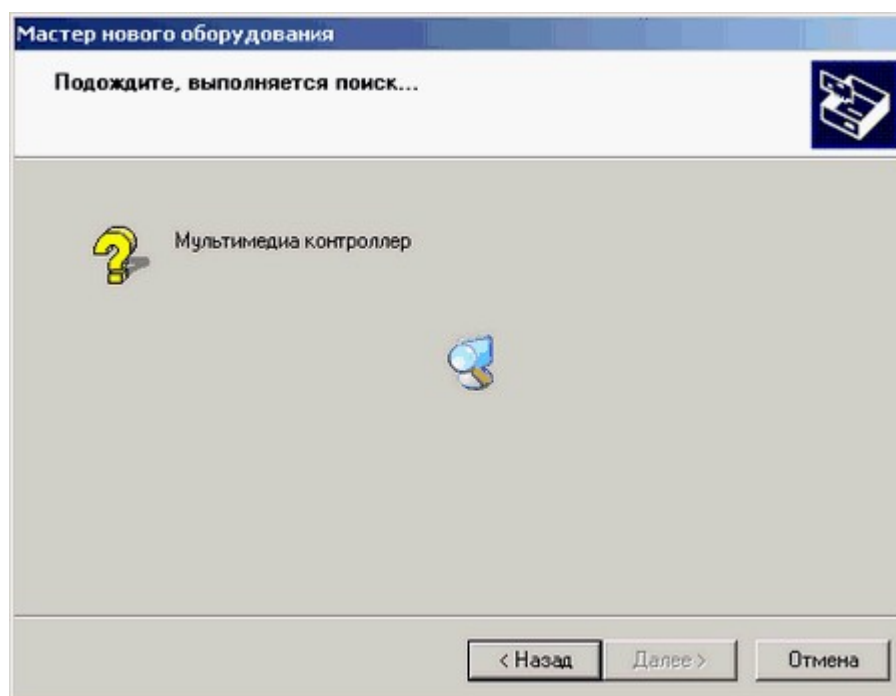 Мастер нового оборудования
Подождите, выполняется поиск...
Мультимедиа контроллер
< Назад
Далее >
Отмена